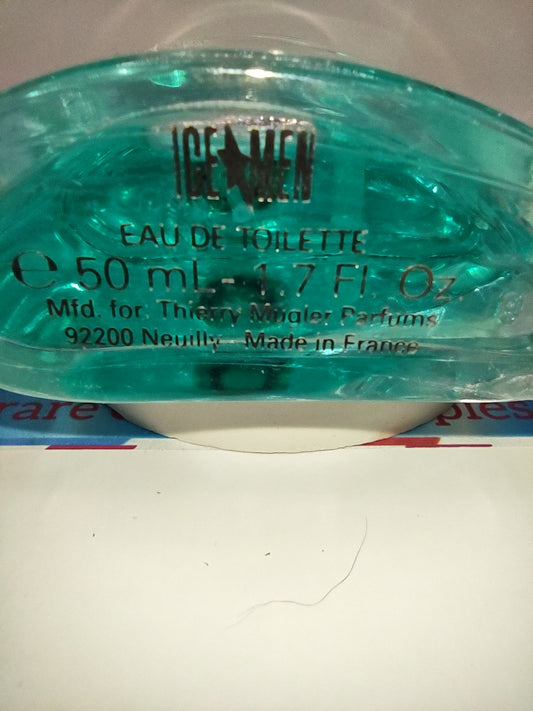 ICE★MEN
EAU DE TOILETTE
e 50 mL - 1.7 Fl. Oz.
Mfd. for. Thierry Mugler Parfums
92200 Neuilly - Made in France
rare